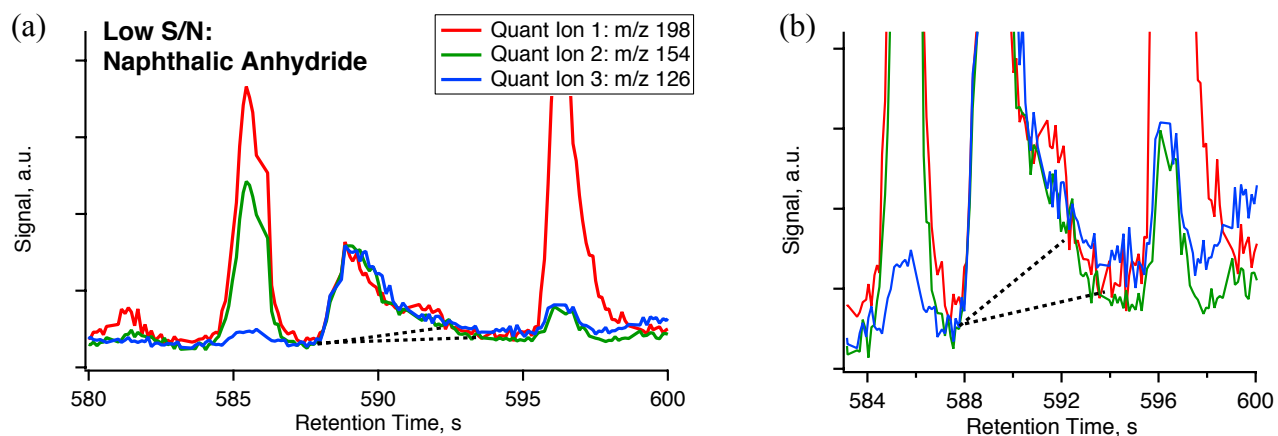 (a)
Low S/N:
Naphthalic Anhydride
Quant Ion 1: m/z 198
Quant Ion 2: m/z 154
Quant Ion 3: m/z 126
Signal, a.u.
580
585
590
595
600
Retention Time, s
(b)
Signal, a.u.
584
588
592
596
600
Retention Time, s